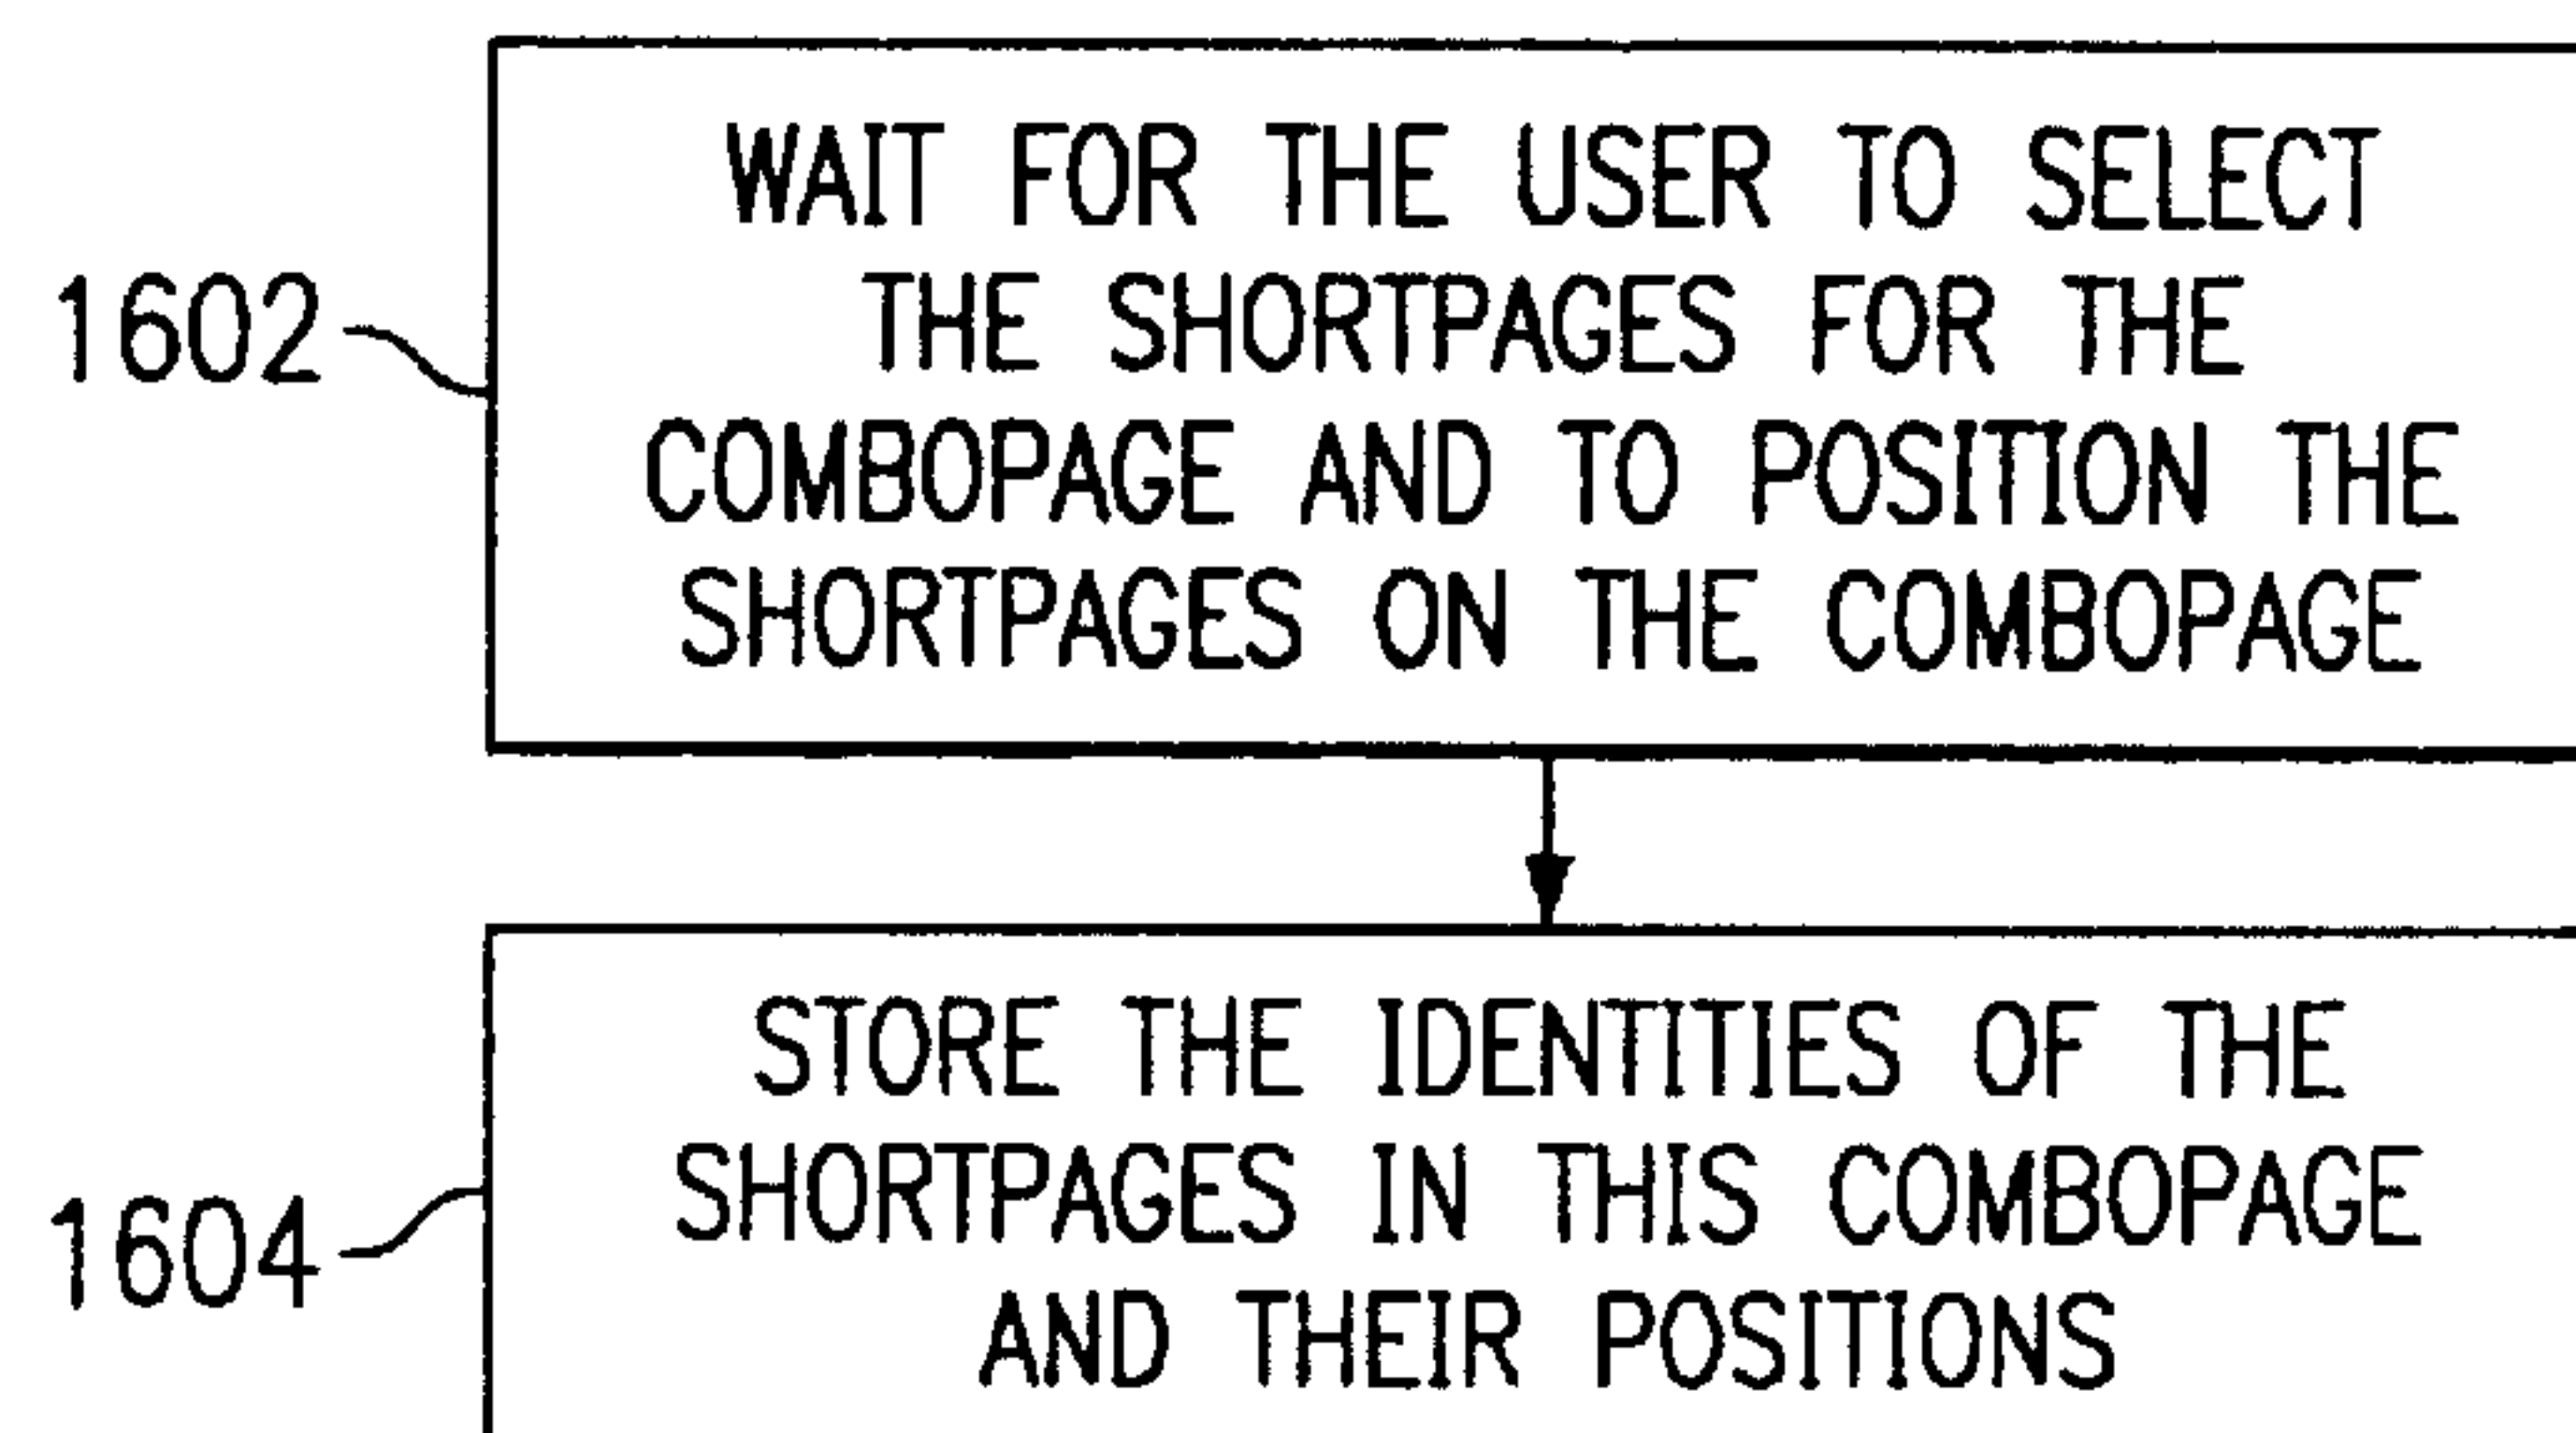 WAIT FOR THE USER TO SELECT
THE SHORTPAGES FOR THE
1602
COMBOPAGE AND TO POSITION THE
SHORTPAGES ON THE COMBOPAGE
STORE THE IDENTITIES OF THE
SHORTPAGES IN THIS COMBOPAGE
1604
AND THEIR POSITIONS